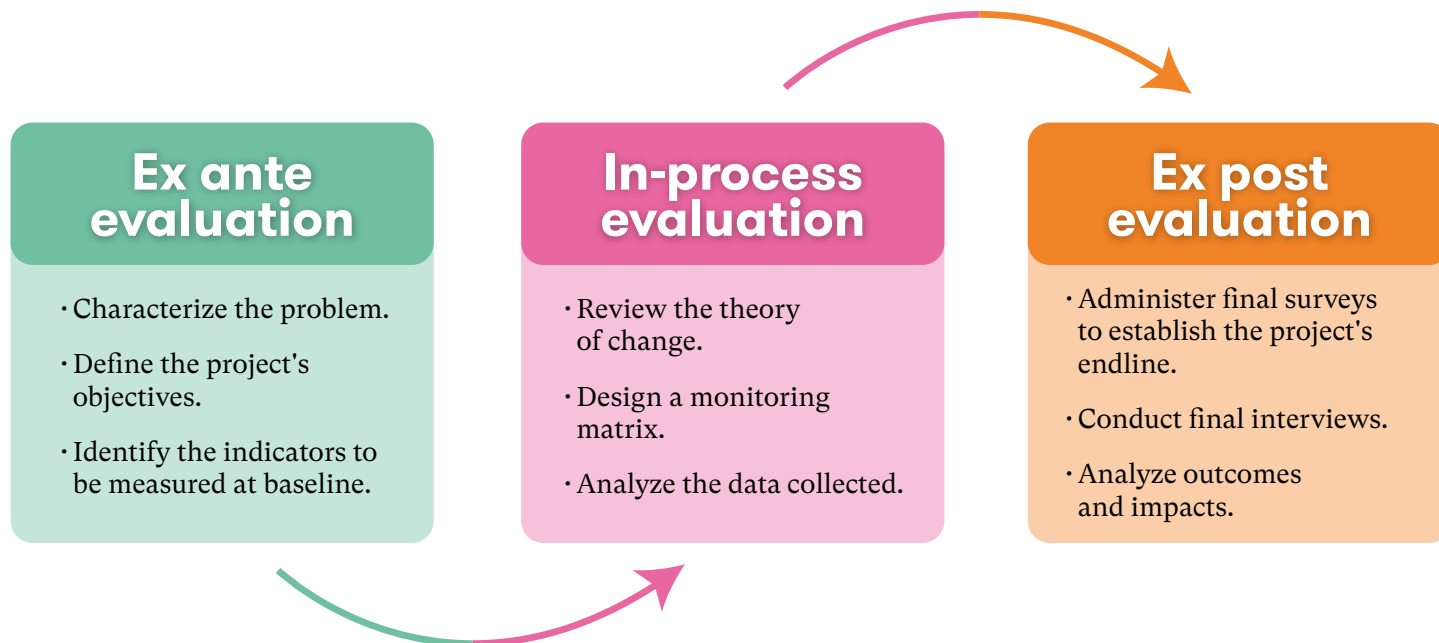 Ex ante
evaluation
· Characterize the problem.
· Define the project's
objectives.
· Identify the indicators to
be measured at baseline.
In-process
evaluation
· Review the theory
of change.
· Design a monitoring
matrix.
· Analyze the data collected.
Ex post
evaluation
· Administer final surveys
to establish the project's
endline.
· Conduct final interviews.
· Analyze outcomes
and impacts.